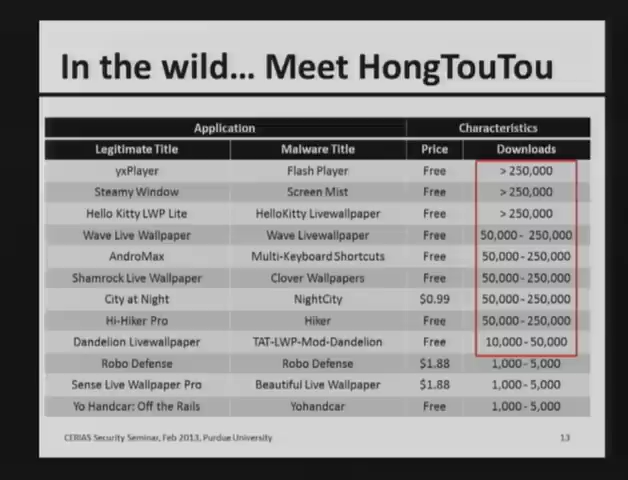 In the wild... Meet HongTouTou
Application Characteristics
Legitimate Title Malware Title Price Downloads
yxPlayer Flash Player Free > 250,000
Steamy Window Screen Mist Free > 250,000
Hello Kitty LWP Lite HelloKitty Livewallpaper Free > 250,000
Wave Live Wallpaper Wave Livewallpaper Free 50,000 - 250,000
AndroMax Multi-Keyboard Shortcuts Free 50,000 - 250,000
Shamrock Live Wallpaper Clover Wallpapers Free 50,000 - 250,000
City at Night NightCity $0.99 50,000 - 250,000
Hi-Hiker Pro Hiker Free 50,000 - 250,000
Dandelion Livewallpaper TAT-LWP-Mod-Dandelion Free 10,000 - 50,000
Robo Defense Robo Defense $1.88 1,000 - 5,000
Sense Live Wallpaper Pro Beautiful Live Wallpaper $1.88 1,000 - 5,000
Yo Handcar: Off the Rails Yohandcar Free 1,000 - 5,000
CERIAS Security Seminar, Feb 2013, Purdue University 13